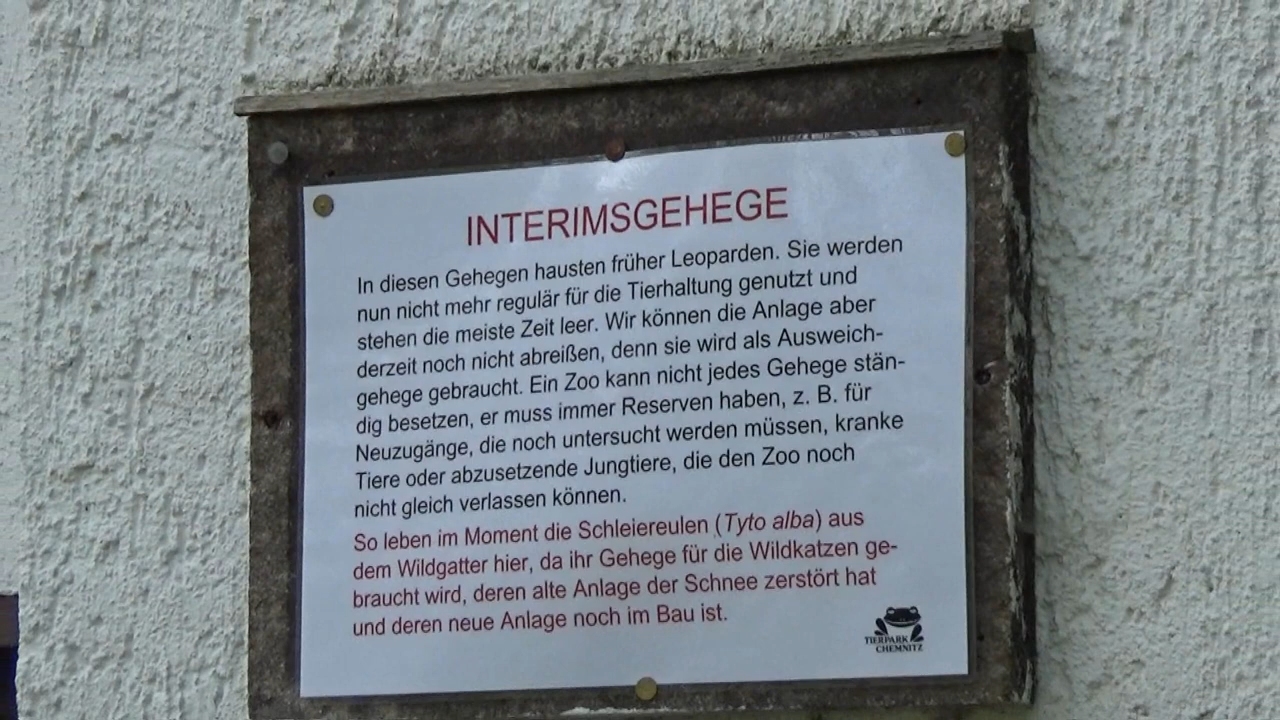 INTERIMSGEHEGE
In diesen Gehegen hausten früher Leoparden. Sie werden
nun nicht mehr regulär für die Tierhaltung genutzt und
stehen die meiste Zeit leer. Wir können die Anlage aber
derzeit noch nicht abreißen, denn sie wird als Ausweich-
gehege gebraucht. Ein Zoo kann nicht jedes Gehege stän-
dig besetzen, er muss immer Reserven haben, z. B. für
Neuzugänge, die noch untersucht werden müssen, kranke
Tiere oder abzusetzende Jungtiere, die den Zoo noch
nicht gleich verlassen können.
So leben im Moment die Schleiereulen (Tyto alba) aus
dem Wildgatter hier, da ihr Gehege für die Wildkatzen ge-
braucht wird, deren alte Anlage der Schnee zerstört hat
und deren neue Anlage noch im Bau ist.
TIERPARK
CHEMNITZ